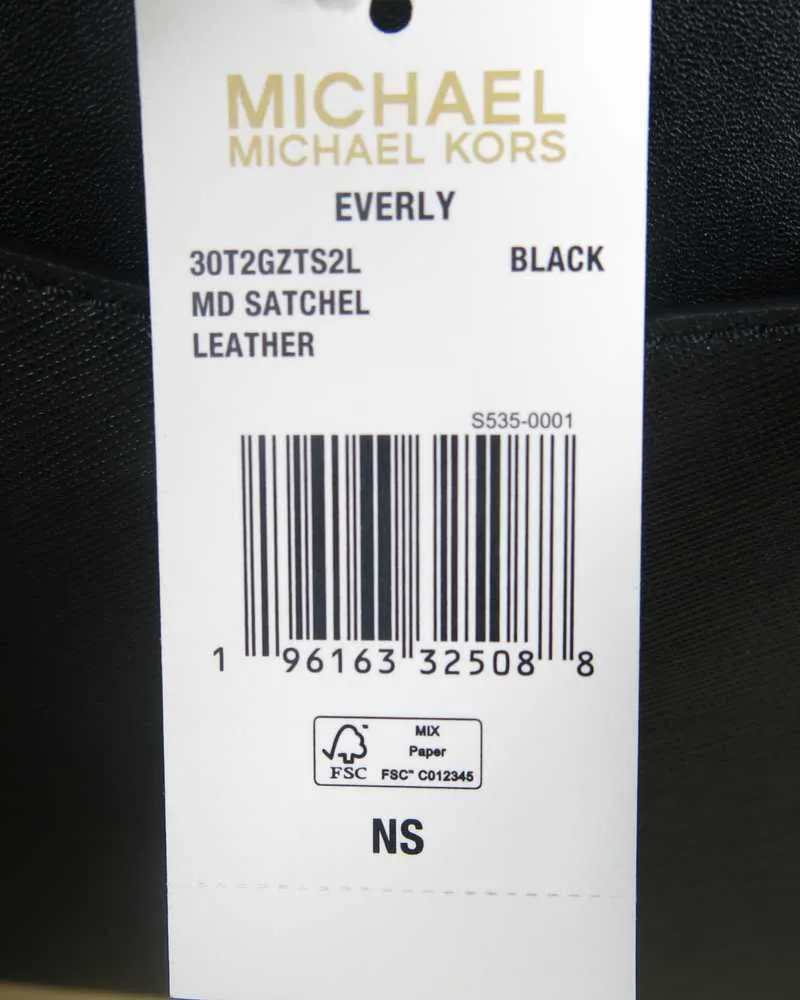 MICHAEL
MICHAEL KORS
EVERLY
30T2GZTS2L BLACK
MD SATCHEL
LEATHER
S535-0001
1 96163 32508 8
MIX
Paper
FSC FSC™ C012345
NS